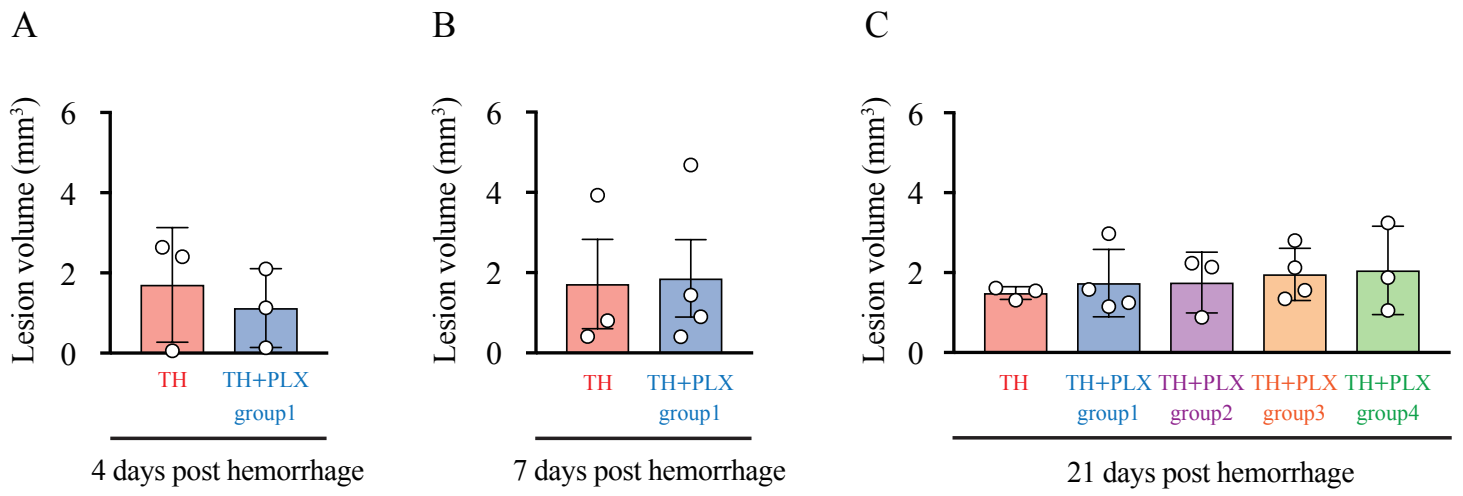 A
B
C
Lesion volume (mm³)
6
4
2
0
TH
TH+PLX
group1
4 days post hemorrhage
Lesion volume (mm³)
6
4
2
0
TH
TH+PLX
group1
7 days post hemorrhage
Lesion volume (mm³)
6
4
2
0
TH
TH+PLX
group1
TH+PLX
group2
TH+PLX
group3
TH+PLX
group4
21 days post hemorrhage